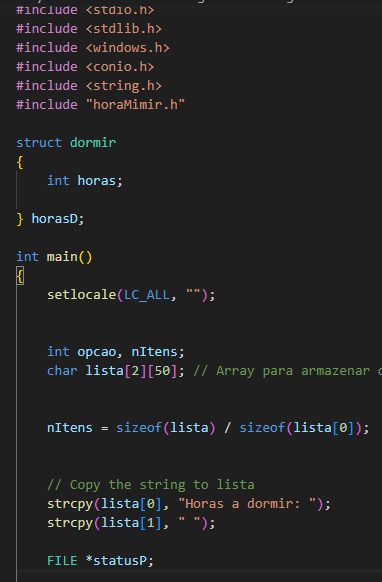 #include <stdio.h>
#include <stdlib.h>
#include <windows.h>
#include <conio.h>
#include <string.h>
#include "horaMimir.h"
struct dormir
{
int horas;
} horasD;
int main()
{
setlocale(LC_ALL, "");
int opcao, nItens;
char lista[2][50]; // Array para armazenar
nItens = sizeof(lista) / sizeof(lista[0]);
// Copy the string to lista
strcpy(lista[0], "Horas a dormir: ");
strcpy(lista[1], " ");
FILE *statusP;